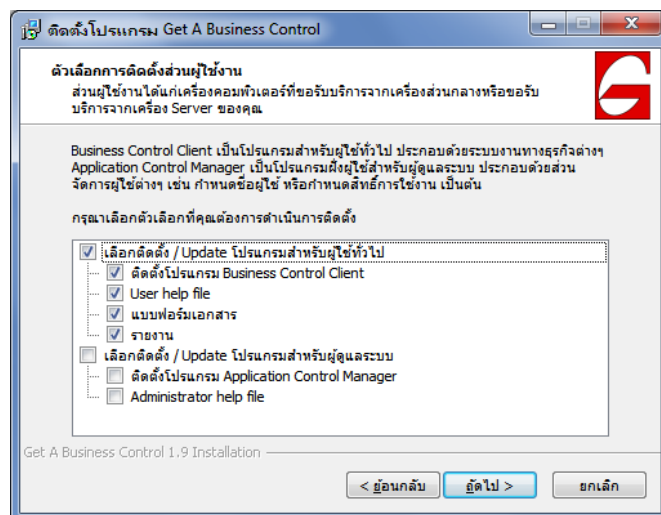 ติดตั้งโปรแกรม Get A Business Control
ตัวเลือกการติดตั้งส่วนผู้ใช้งาน
ส่วนผู้ใช้งานได้แก่เครื่องคอมพิวเตอร์ที่ขอรับบริการจากเครื่องส่วนกลางหรือขอรับ
บริการจากเครื่อง Server ของคุณ
Business Control Client เป็นโปรแกรมสำหรับผู้ใช้ทั่วไป ประกอบด้วยระบบงานทางธุรกิจต่างๆ
Application Control Manager เป็นโปรแกรมฝั่งผู้ใช้สำหรับผู้ดูแลระบบ ประกอบด้วยส่วน
จัดการผู้ใช้ต่างๆ เช่น กำหนดชื่อผู้ใช้ หรือกำหนดสิทธิ์การใช้งาน เป็นต้น
กรุณาเลือกตัวเลือกที่คุณต้องการดำเนินการติดตั้ง
เลือกติดตั้ง / Update โปรแกรมสำหรับผู้ใช้ทั่วไป
ติดตั้งโปรแกรม Business Control Client
User help file
แบบฟอร์มเอกสาร
รายงาน
เลือกติดตั้ง / Update โปรแกรมสำหรับผู้ดูแลระบบ
ติดตั้งโปรแกรม Application Control Manager
Administrator help file
Get A Business Control 1.9 Installation
< ย้อนกลับ ถัดไป > ยกเลิก